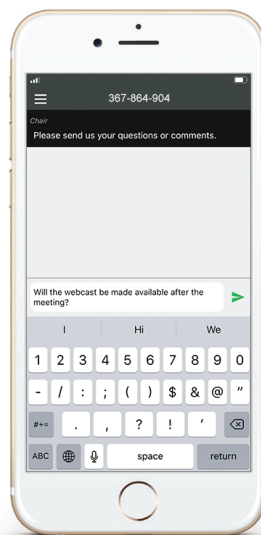 367-864-904
Chair
Please send us your questions or comments.
Will the webcast be made available after the
meeting?
I Hi We
1 2 3 4 5 6 7 8 9 0
- / : ; ( ) $ & @ "
#+= . , ? ! '
ABC space return